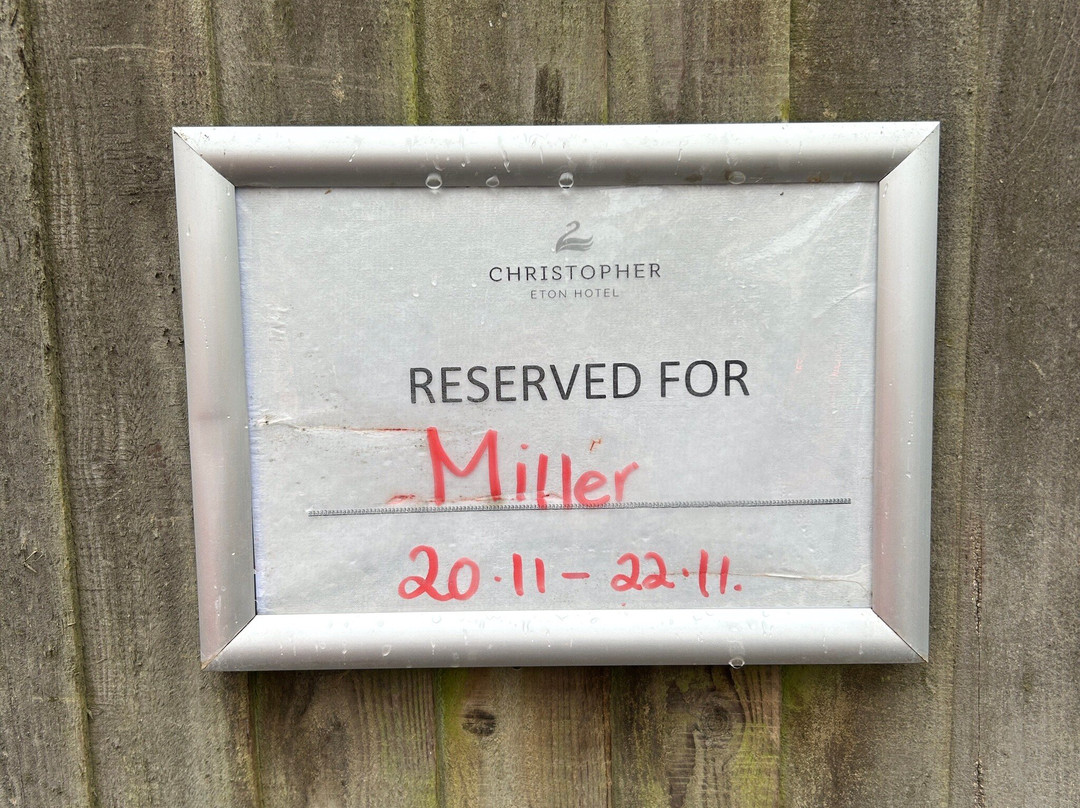 CHRISTOPHER
ETON HOTEL
RESERVED FOR
Miller
20.11 - 22.11.